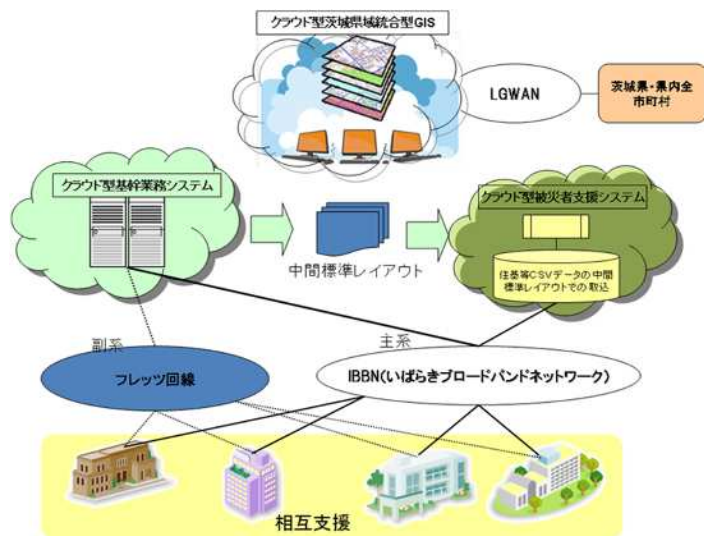 クラウド型茨城県域統合型GIS
LGWAN
茨城県・県内全
市町村
クラウド型基幹業務システム
クラウド型被災者支援システム
中間標準レイアウト
住基等CSVデータの中間
標準レイアウトでの取込
副系
主系
フレッツ回線
IBBN(いばらきブロードバンドネットワーク)
相互支援